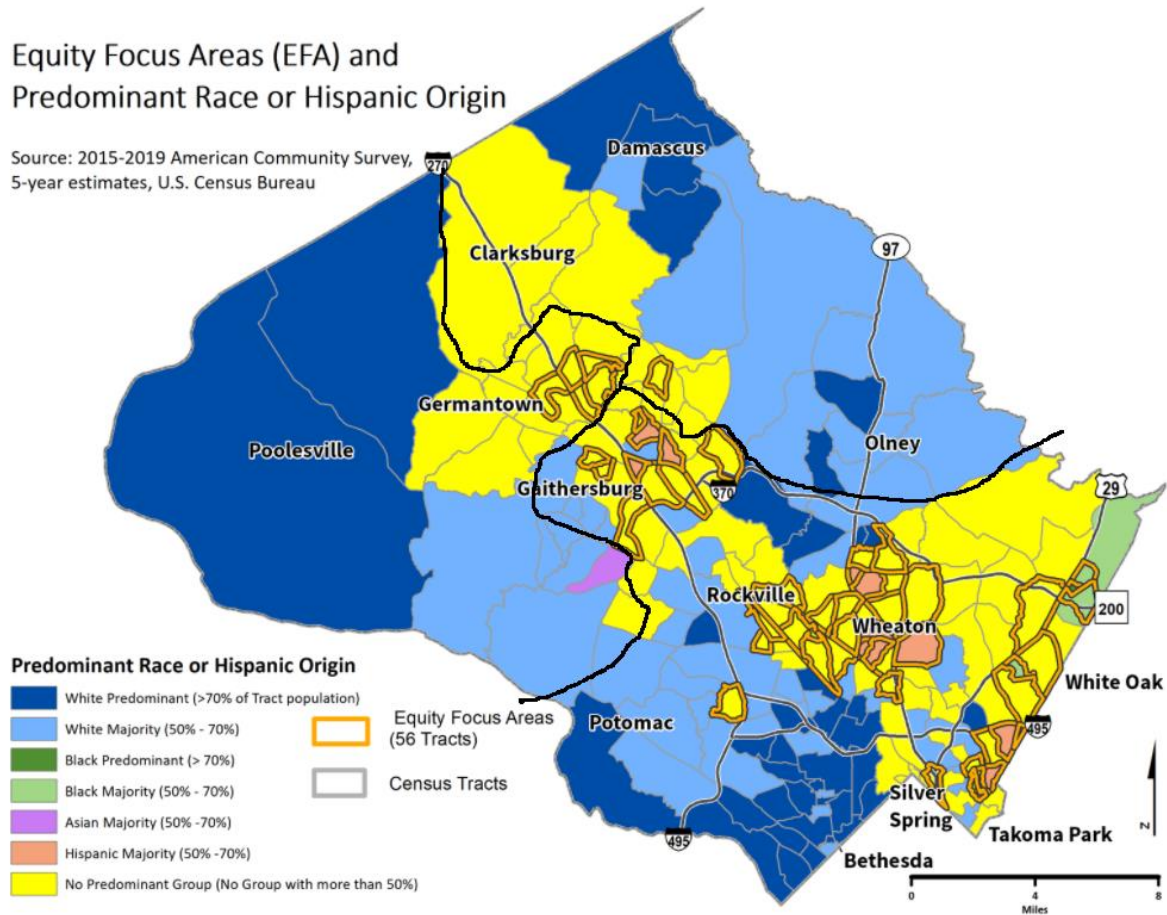 Equity Focus Areas (EFA) and
Predominant Race or Hispanic Origin
Source: 2015-2019 American Community Survey,
5-year estimates, U.S. Census Bureau
270
Damascus
97
Clarksburg
Germantown
Poolesville
Olney
Gaithersburg
370
29
Rockville
200
Wheaton
White Oak
Potomac
495
Silver
Spring
Takoma Park
495
Bethesda
Predominant Race or Hispanic Origin
White Predominant (>70% of Tract population)
White Majority (50% - 70%)
Black Predominant (> 70%)
Black Majority (50% - 70%)
Asian Majority (50% -70%)
Hispanic Majority (50% -70%)
No Predominant Group (No Group with more than 50%)
Equity Focus Areas
(56 Tracts)
Census Tracts
N
0 4 8
Miles